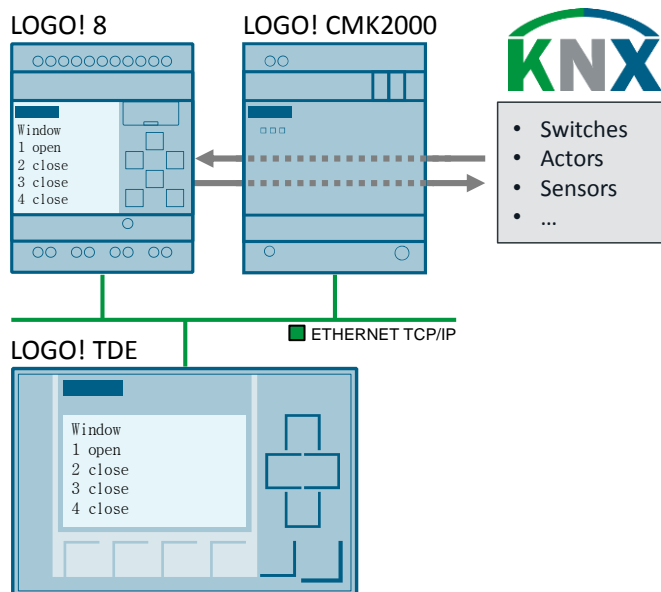 LOGO! 8
LOGO! CMK2000
KNX
Window
1 open
2 close
3 close
4 close
• Switches
• Actors
• Sensors
• ...
ETHERNET TCP/IP
LOGO! TDE
Window
1 open
2 close
3 close
4 close